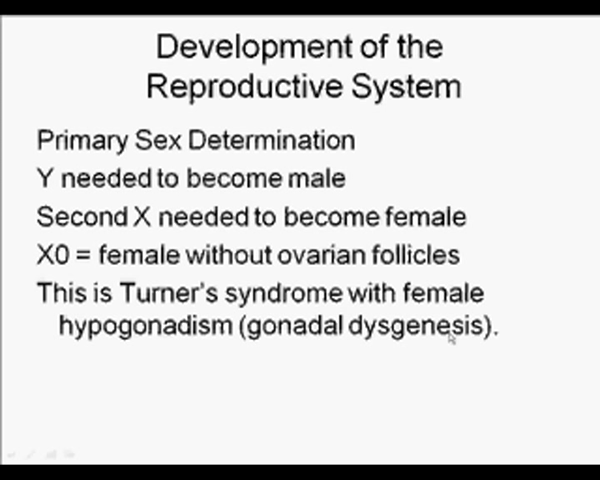 Development of the
Reproductive System
Primary Sex Determination
Y needed to become male
Second X needed to become female
X0 = female without ovarian follicles
This is Turner's syndrome with female
hypogonadism (gonadal dysgenesis).